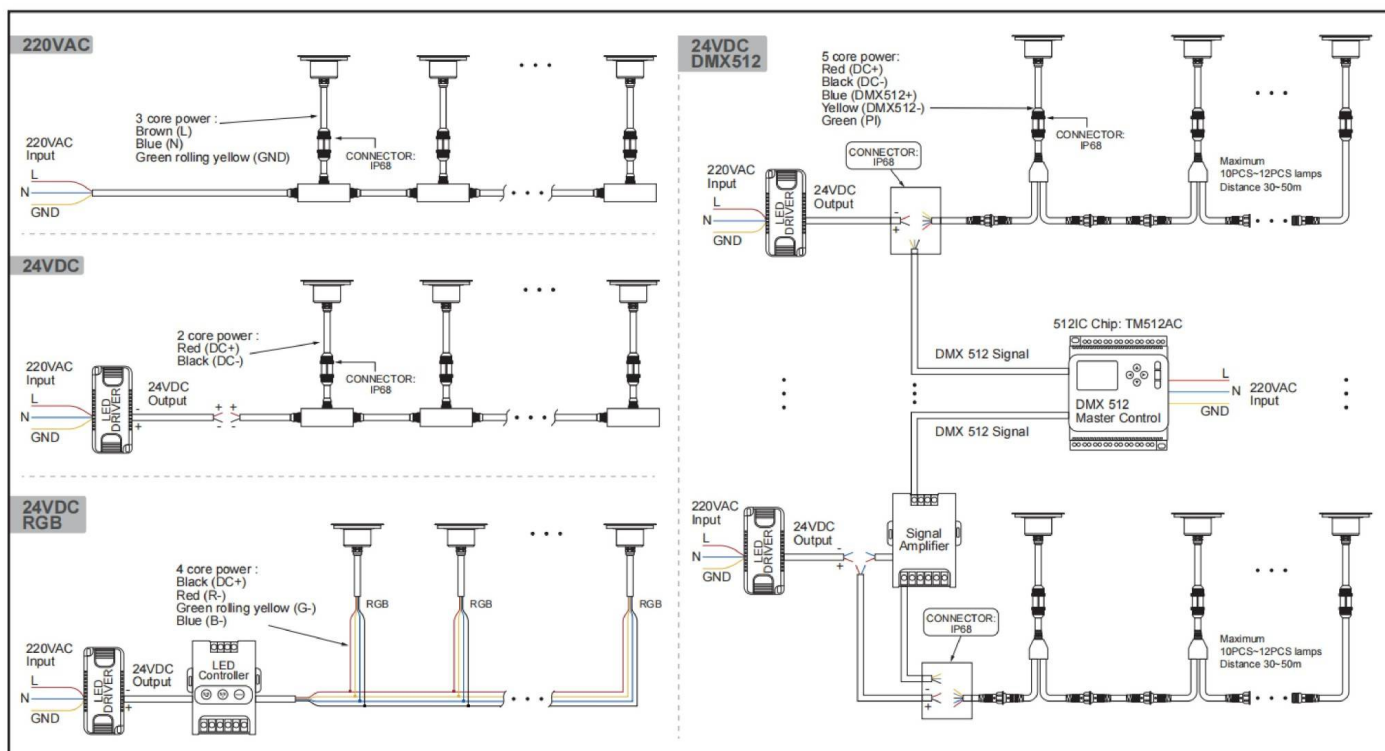 220VAC
3 core power :
Brown (L)
Blue (N)
Green rolling yellow (GND)
CONNECTOR:
IP68
220VAC
Input
L
N
GND
24VDC
2 core power :
Red (DC+)
Black (DC-)
CONNECTOR:
IP68
220VAC
Input
L
N
GND
LED
DRIVER
24VDC
Output
-
+
+ +
- -
24VDC
RGB
4 core power :
Black (DC+)
Red (R-)
Green rolling yellow (G-)
Blue (B-)
RGB
RGB
RGB
220VAC
Input
L
N
GND
LED
DRIVER
24VDC
Output
-
+
LED
Controller
24VDC
DMX512
5 core power:
Red (DC+)
Black (DC-)
Blue (DMX512+)
Yellow (DMX512-)
Green (PI)
CONNECTOR:
IP68
CONNECTOR:
IP68
Maximum
10PCS~12PCS lamps
Distance 30~50m
220VAC
Input
L
N
GND
LED
DRIVER
24VDC
Output
-
+
512IC Chip: TM512AC
DMX 512 Signal
DMX 512
Master Control
L
N
GND
220VAC
Input
DMX 512 Signal
Signal
Amplifier
220VAC
Input
L
N
GND
LED
DRIVER
24VDC
Output
-
+
CONNECTOR:
IP68
-
+
Maximum
10PCS~12PCS lamps
Distance 30~50m